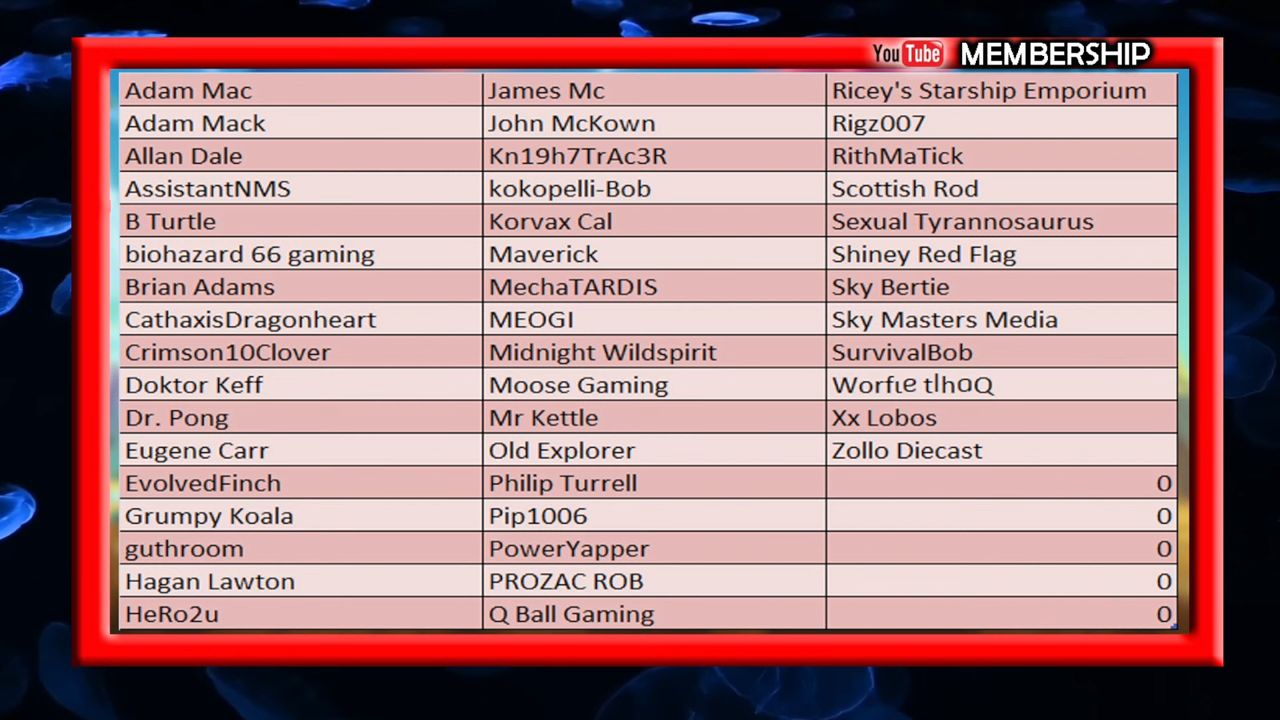 YouTube MEMBERSHIP
Adam Mac James Mc Ricey's Starship Emporium
Adam Mack John McKown Rigz007
Allan Dale Kn19h7TrAc3R RithMaTick
AssistantNMS kokopelli-Bob Scottish Rod
B Turtle Korvax Cal Sexual Tyrannosaurus
biohazard 66 gaming Maverick Shiney Red Flag
Brian Adams MechaTARDIS Sky Bertie
CathaxisDragonheart MEOGI Sky Masters Media
Crimson10Clover Midnight Wildspirit SurvivalBob
Doktor Keff Moose Gaming Worfιҽ tlhαQ
Dr. Pong Mr Kettle Xx Lobos
Eugene Carr Old Explorer Zollo Diecast
EvolvedFinch Philip Turrell 0
Grumpy Koala Pip1006 0
guthroom PowerYapper 0
Hagan Lawton PROZAC ROB 0
HeRo2u Q Ball Gaming 0